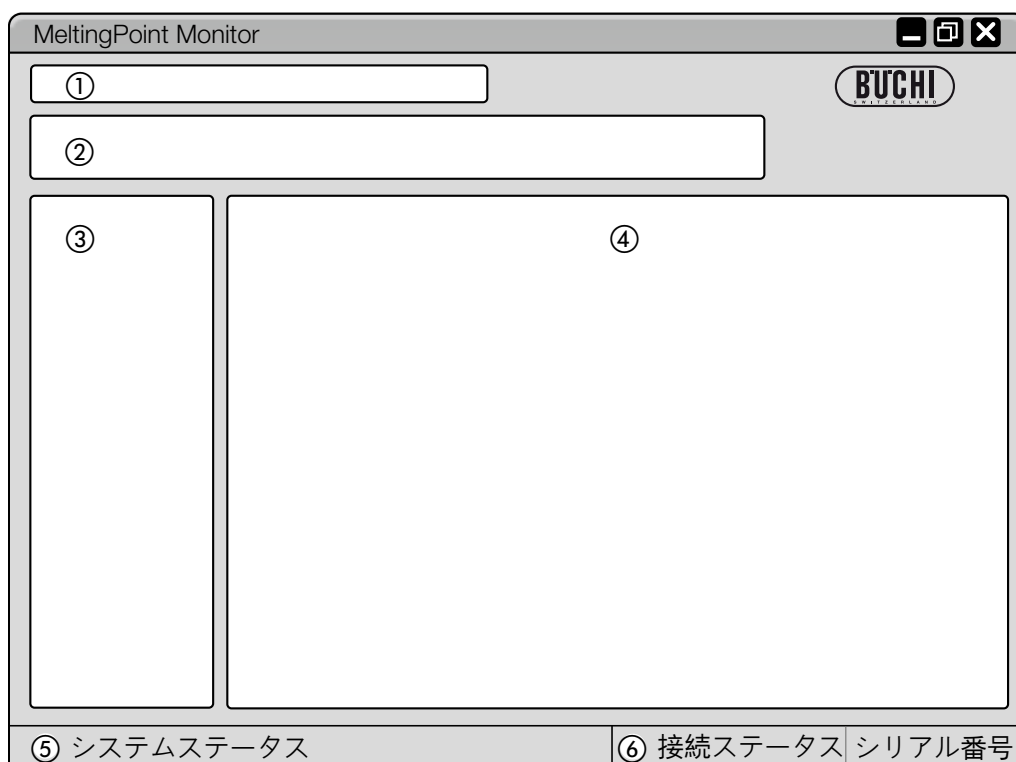 MeltingPoint Monitor
①
BÜCHI
SWITZERLAND
②
③
④
⑤ システムステータス
⑥ 接続ステータス シリアル番号